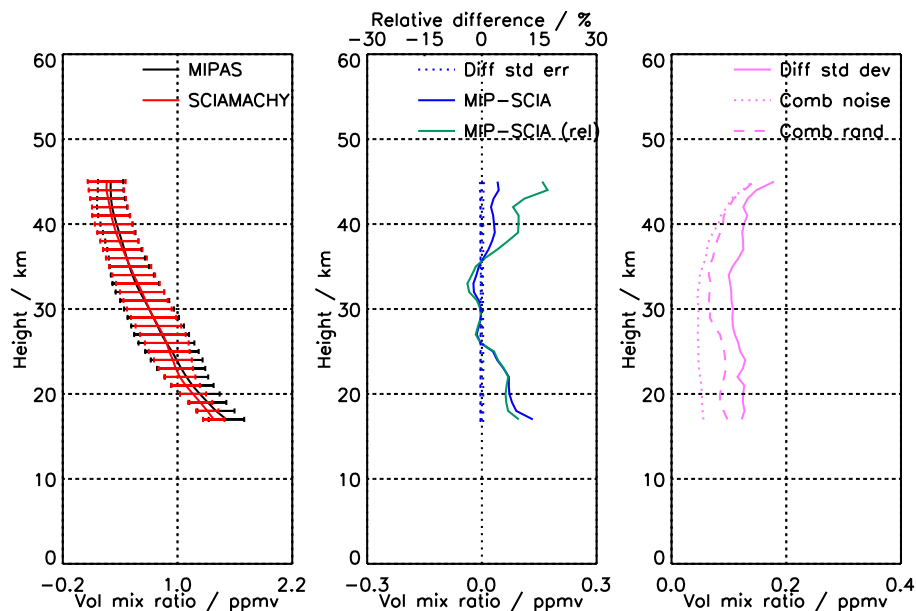 Relative difference / %
-30 -15 0 15 30
60
50
40
30
20
10
0
Height / km
MIPAS
SCIAMACHY
-0.2 1.0 2.2
Vol mix ratio / ppmv
60
50
40
30
20
10
0
Height / km
Diff std err
MIP-SCIA
MIP-SCIA (rel)
-0.3 0.0 0.3
Vol mix ratio / ppmv
60
50
40
30
20
10
0
Height / km
Diff std dev
Comb noise
Comb rand
0.0 0.2 0.4
Vol mix ratio / ppmv